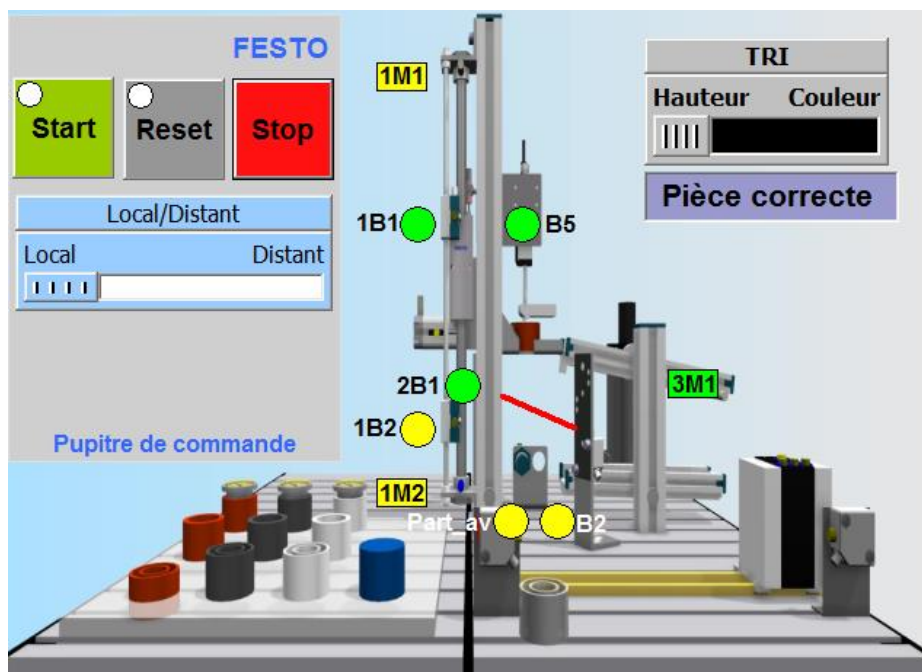 FESTO
Start
Reset
Stop
Local/Distant
Local Distant
Pupitre de commande
1M1
1B1
B5
2B1
1B2
3M1
1M2
Part_av
B2
TRI
Hauteur Couleur
Pièce correcte